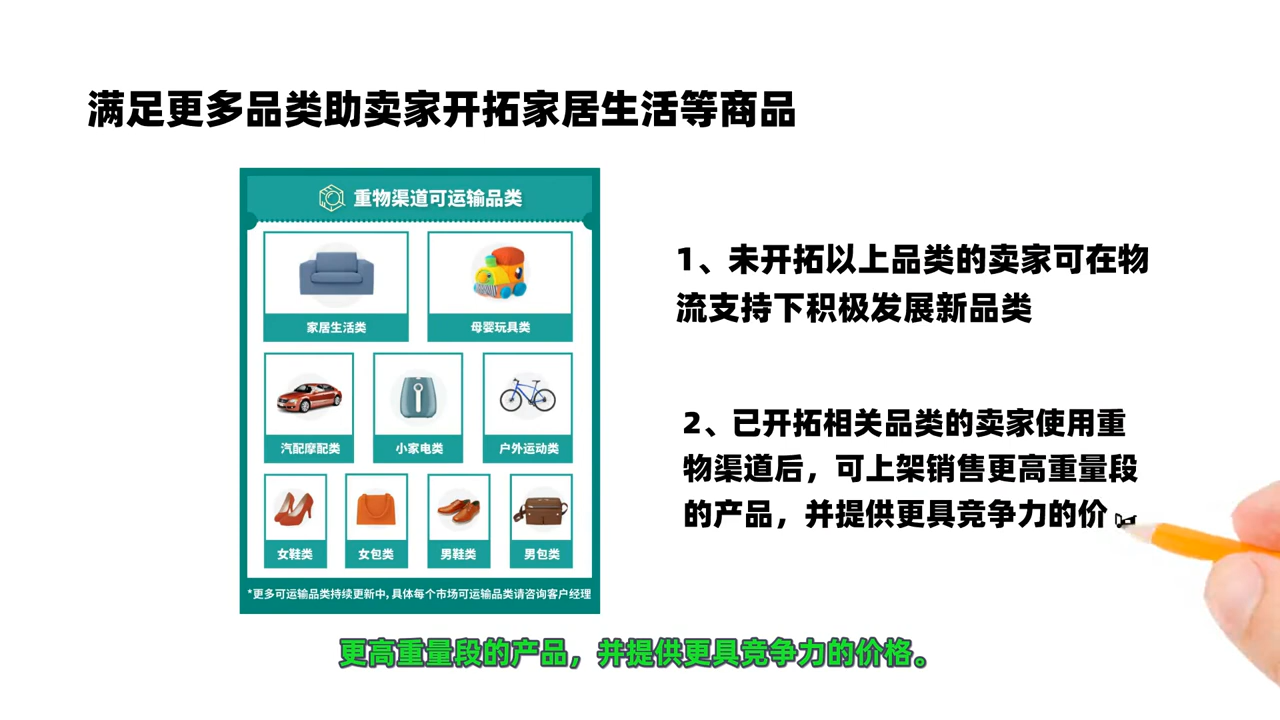 满足更多品类助卖家开拓家居生活等商品
重物渠道可运输品类
家居生活类
母婴玩具类
汽配摩配类
小家电类
户外运动类
女鞋类
女包类
男鞋类
男包类
*更多可运输品类持续更新中,具体每个市场可运输品类请咨询客户经理
1、未开拓以上品类的卖家可在物
流支持下积极发展新品类
2、已开拓相关品类的卖家使用重
物渠道后，可上架销售更高重量段
的产品，并提供更具竞争力的价
更高重量段的产品，并提供更具竞争力的价格。